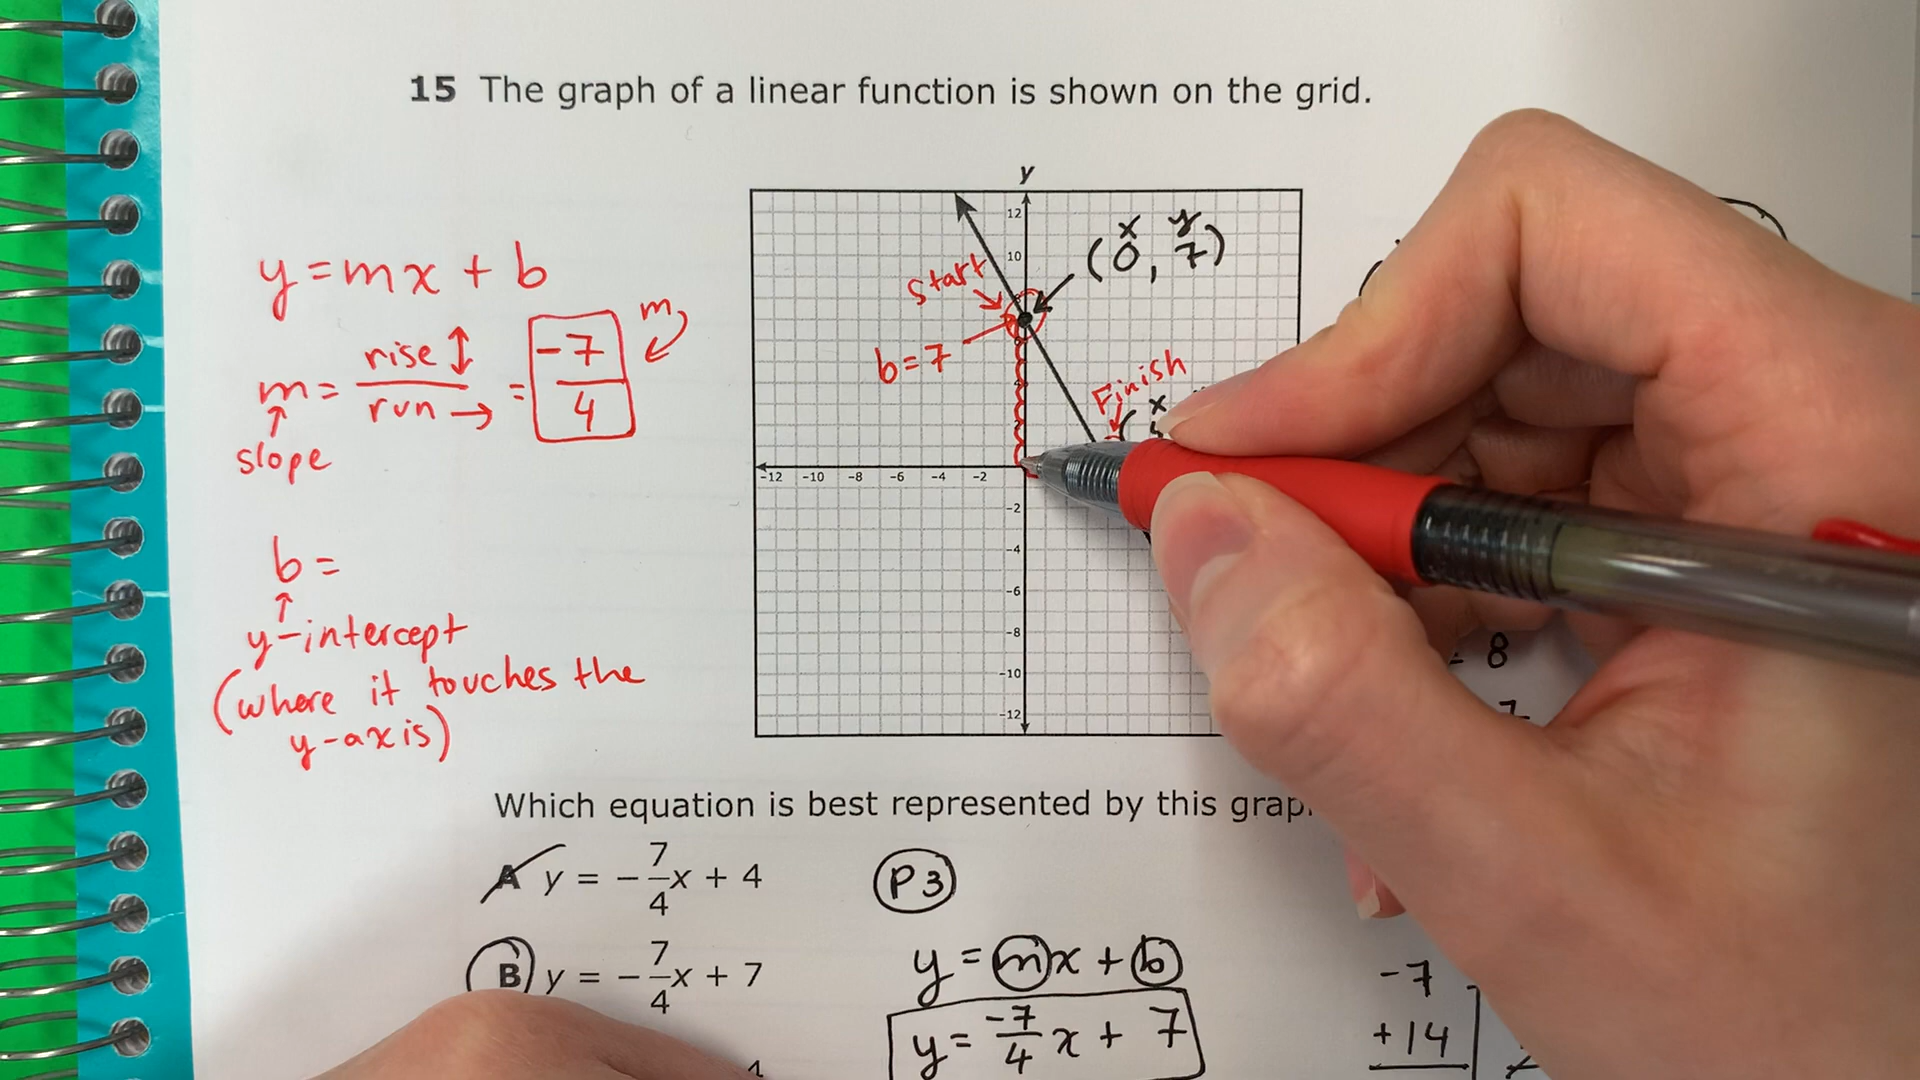 15 The graph of a linear function is shown on the grid.
y
12
10
x y
(0, 7)
Start
b=7
Finish
x
-12 -10 -8 -6 -4 -2
-2
-4
-6
-8
-10
-12
y=mx + b
m= rise ↕ / run → = -7/4
m
↑
slope
b=
↑
y-intercept
(where it touches the
y-axis)
= 8
Which equation is best represented by this
A y = -7/4x + 4
P3
B y = -7/4x + 7
y = mx + b
y = -7/4 x + 7
-7
+14